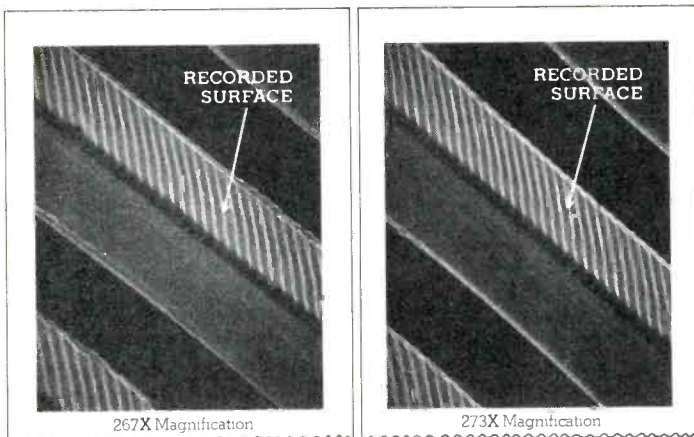 RECORDED
SURFACE
267X Magnification
RECORDED
SURFACE
273X Magnification